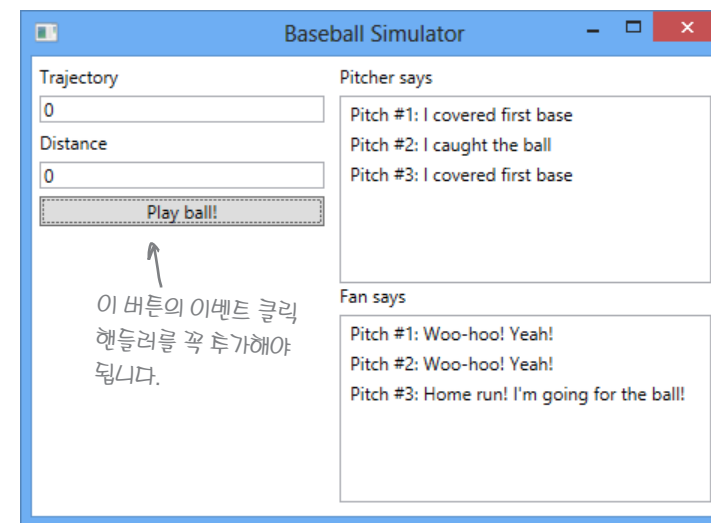 Baseball Simulator
Trajectory
0
Distance
0
Play ball!
이 버튼의 이벤트 클릭
핸들러를 꼭 추가해야
됩니다.
Pitcher says
Pitch #1: I covered first base
Pitch #2: I caught the ball
Pitch #3: I covered first base
Fan says
Pitch #1: Woo-hoo! Yeah!
Pitch #2: Woo-hoo! Yeah!
Pitch #3: Home run! I'm going for the ball!